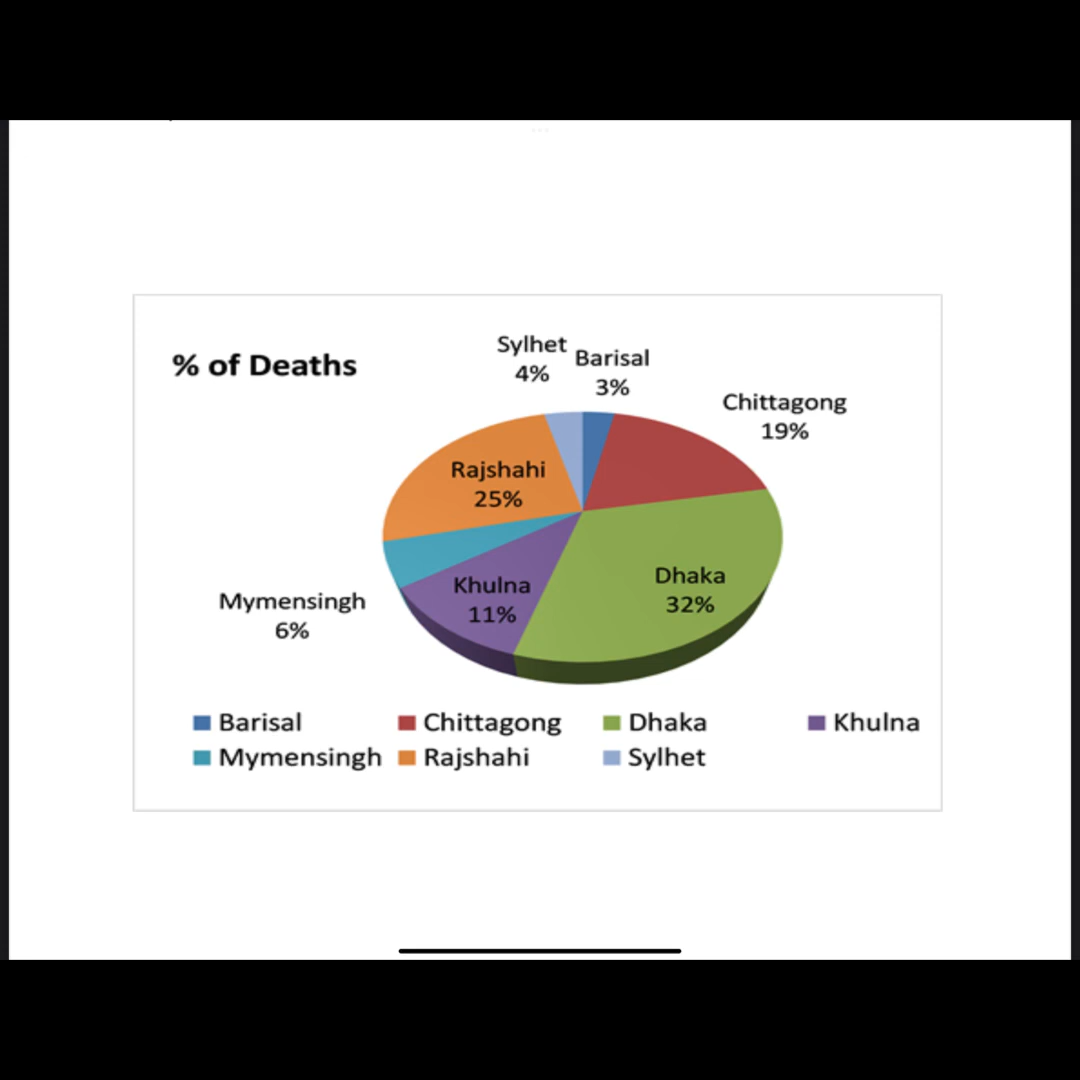 % of Deaths
Sylhet
4%
Barisal
3%
Chittagong
19%
Rajshahi
25%
Dhaka
32%
Khulna
11%
Mymensingh
6%
Barisal Chittagong Dhaka Khulna
Mymensingh Rajshahi Sylhet